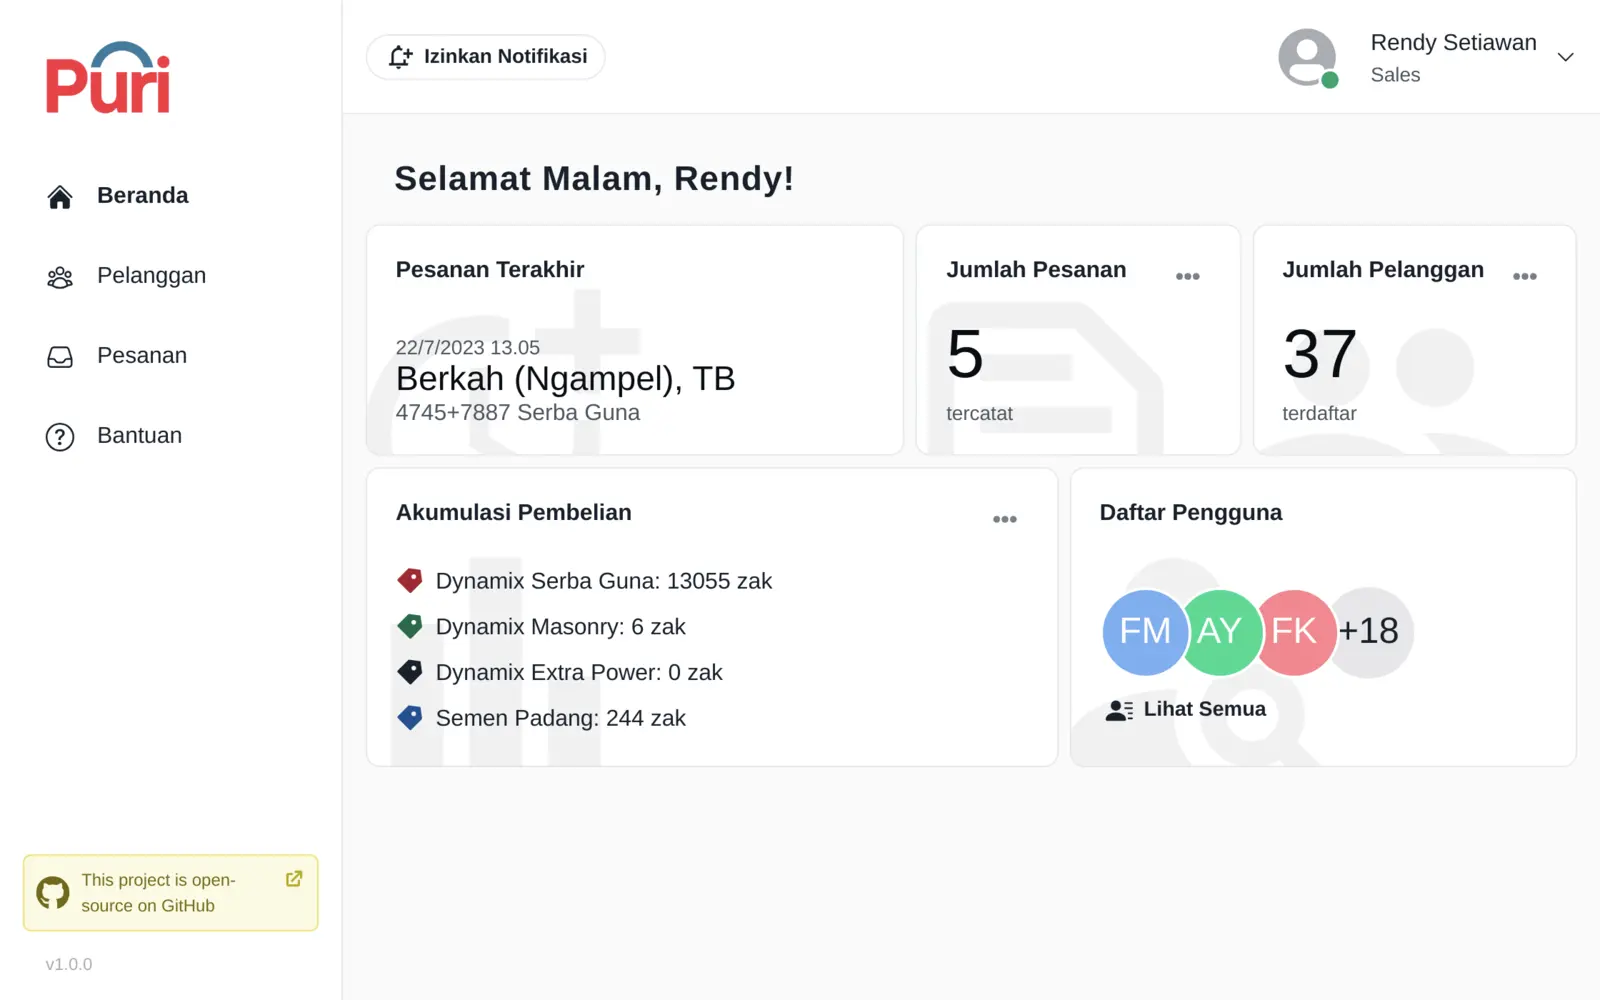 Puri
Beranda
Pelanggan
Pesanan
Bantuan
This project is open-
source on GitHub
v1.0.0
Izinkan Notifikasi
Rendy Setiawan
Sales
Selamat Malam, Rendy!
Pesanan Terakhir
22/7/2023 13.05
Berkah (Ngampel), TB
4745+7887 Serba Guna
Jumlah Pesanan
5
tercatat
Jumlah Pelanggan
37
terdaftar
Akumulasi Pembelian
Dynamix Serba Guna: 13055 zak
Dynamix Masonry: 6 zak
Dynamix Extra Power: 0 zak
Semen Padang: 244 zak
Daftar Pengguna
FM AY FK +18
Lihat Semua